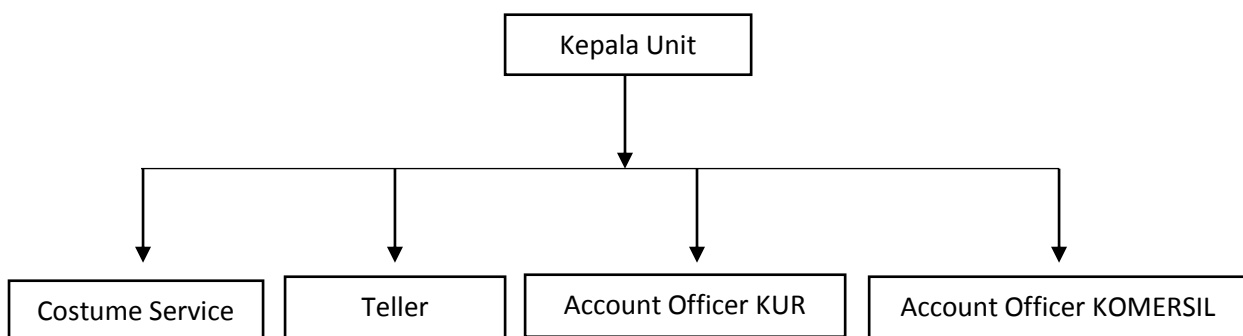 Kepala Unit
Costume Service
Teller
Account Officer KUR
Account Officer KOMERSIL